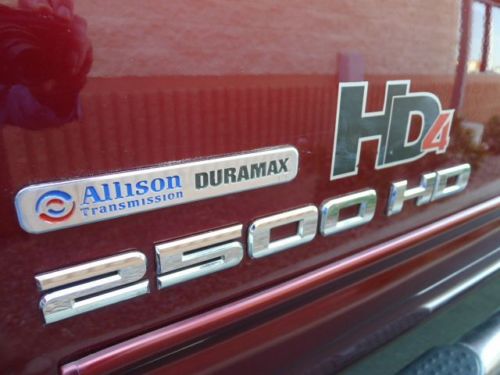 HD4
Allison
Transmission
DURAMAX
2500 HD